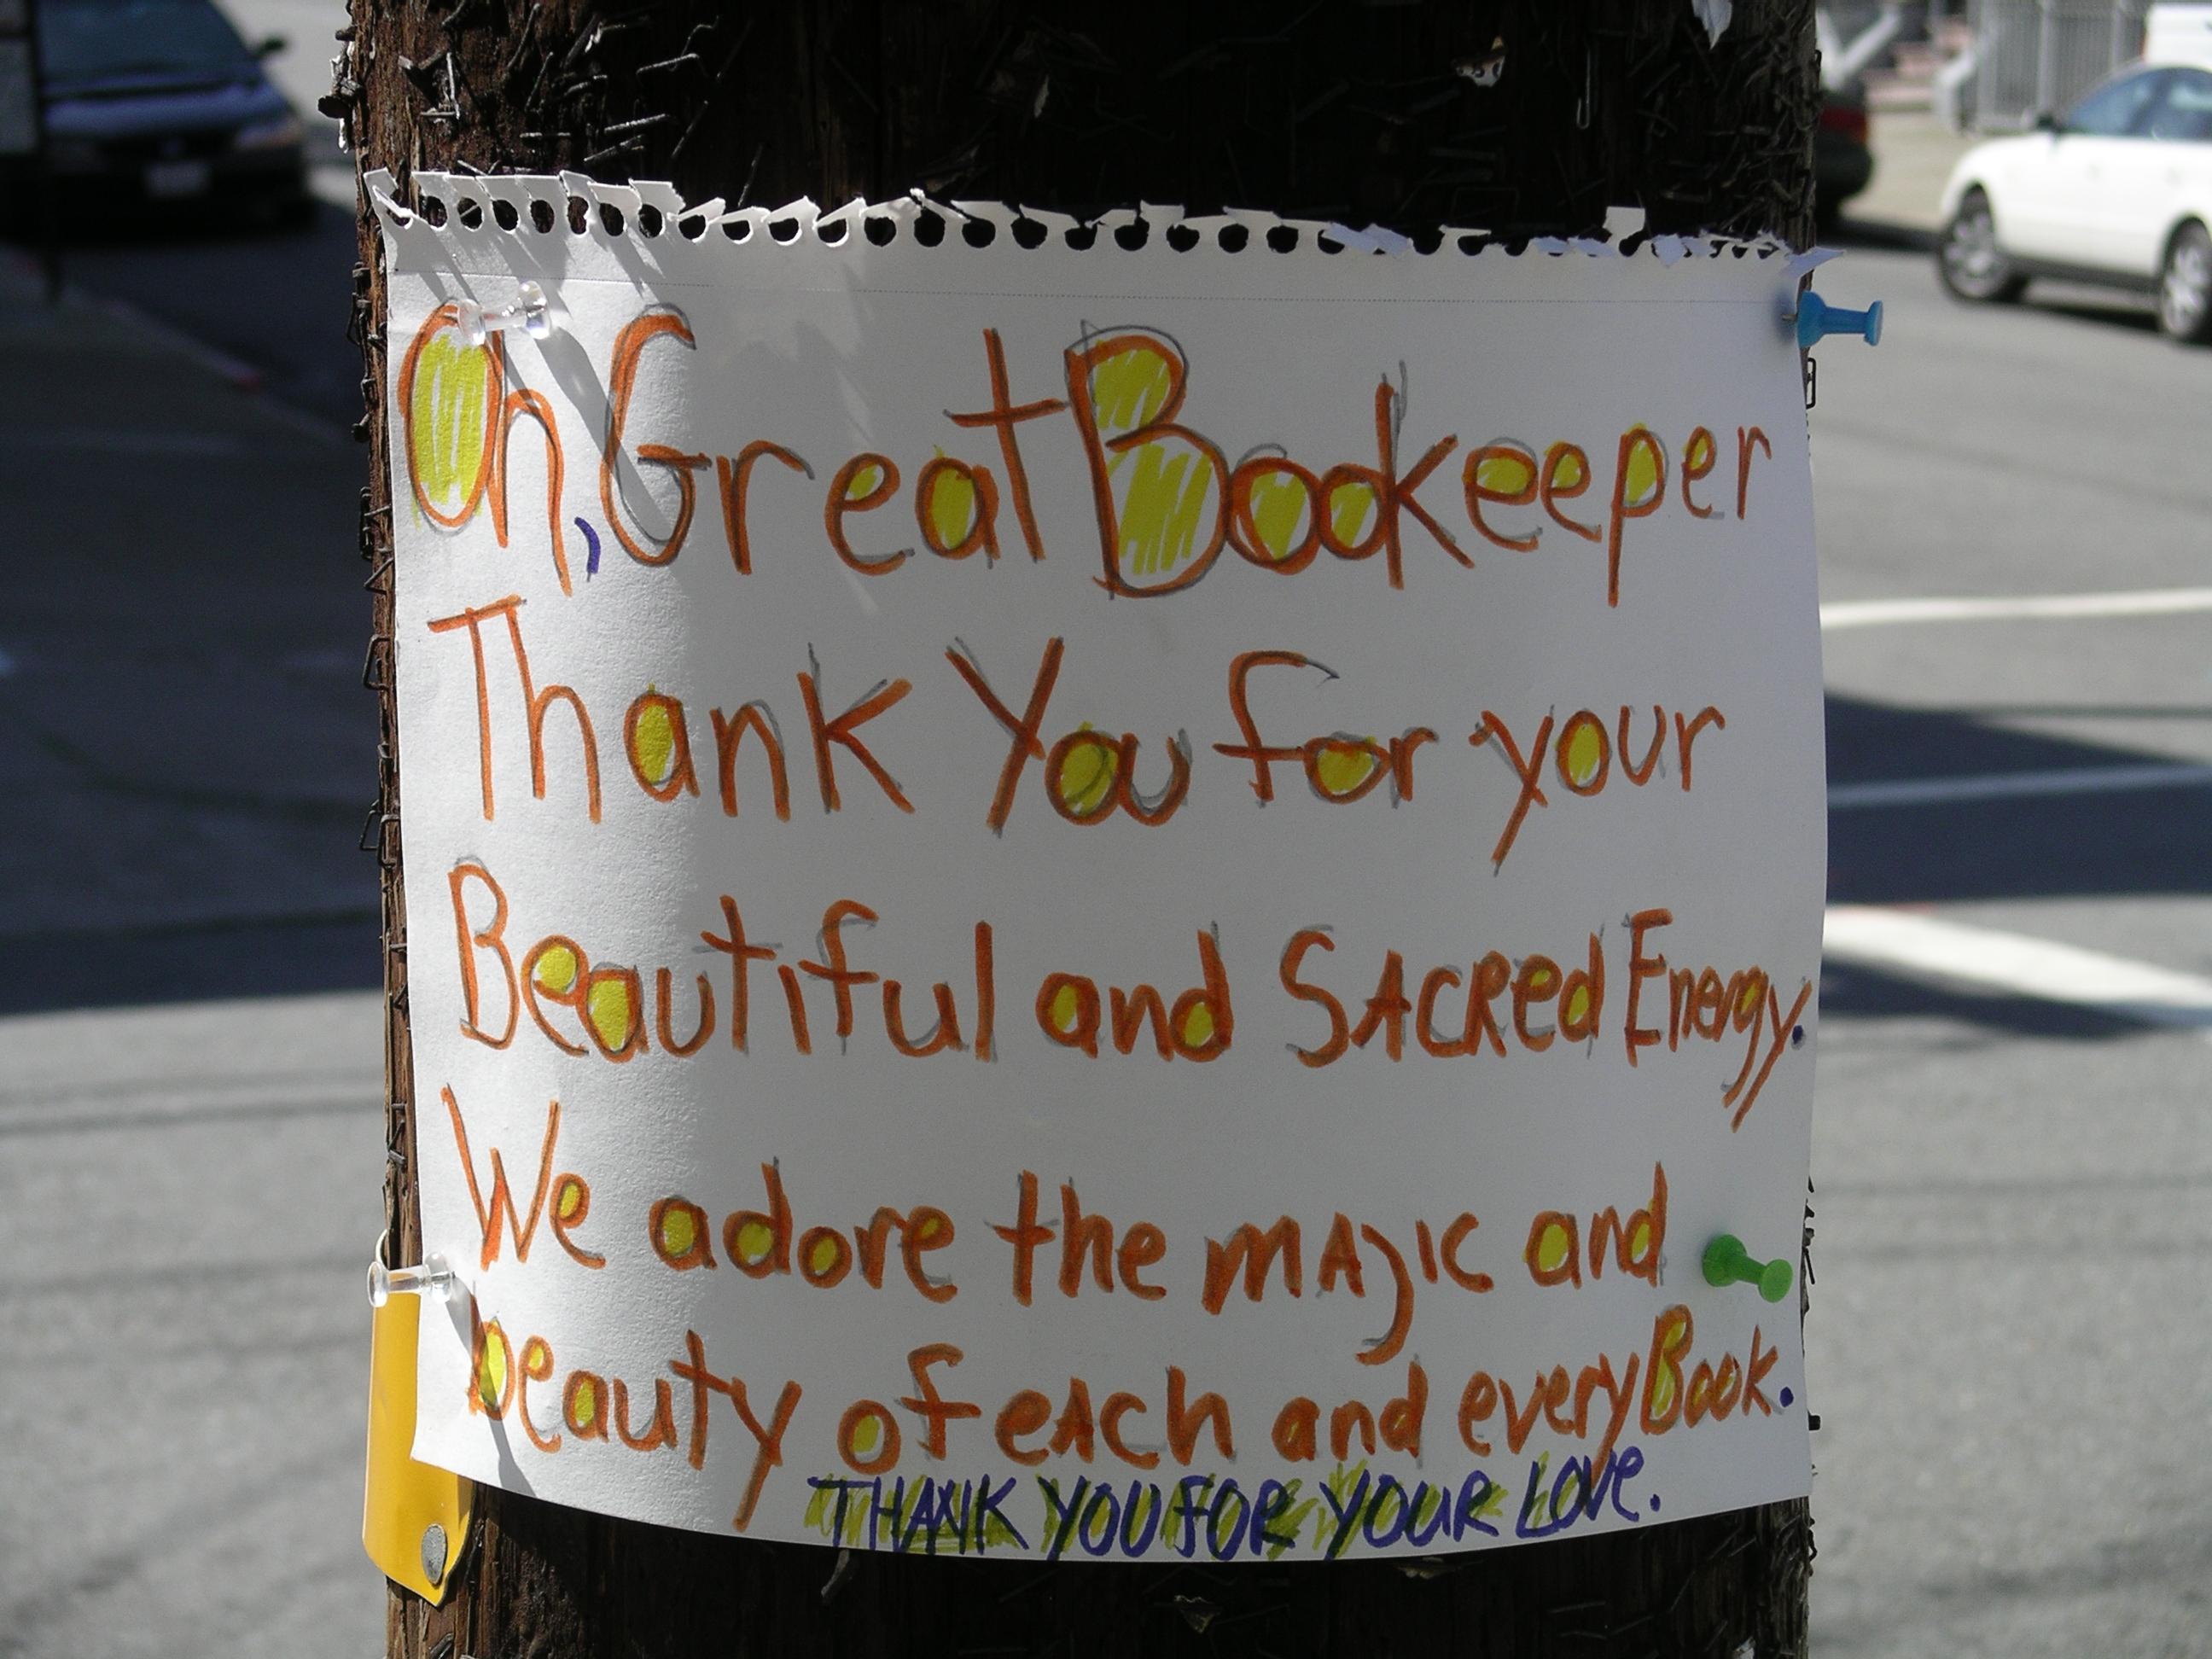 Oh, Great Bookeeper
Thank You for your
Beautiful and SACRed Energy.
We adore the mAJIC and
beauty of eACh and every Book.
THANK YOU FOR YOUR LOVe.